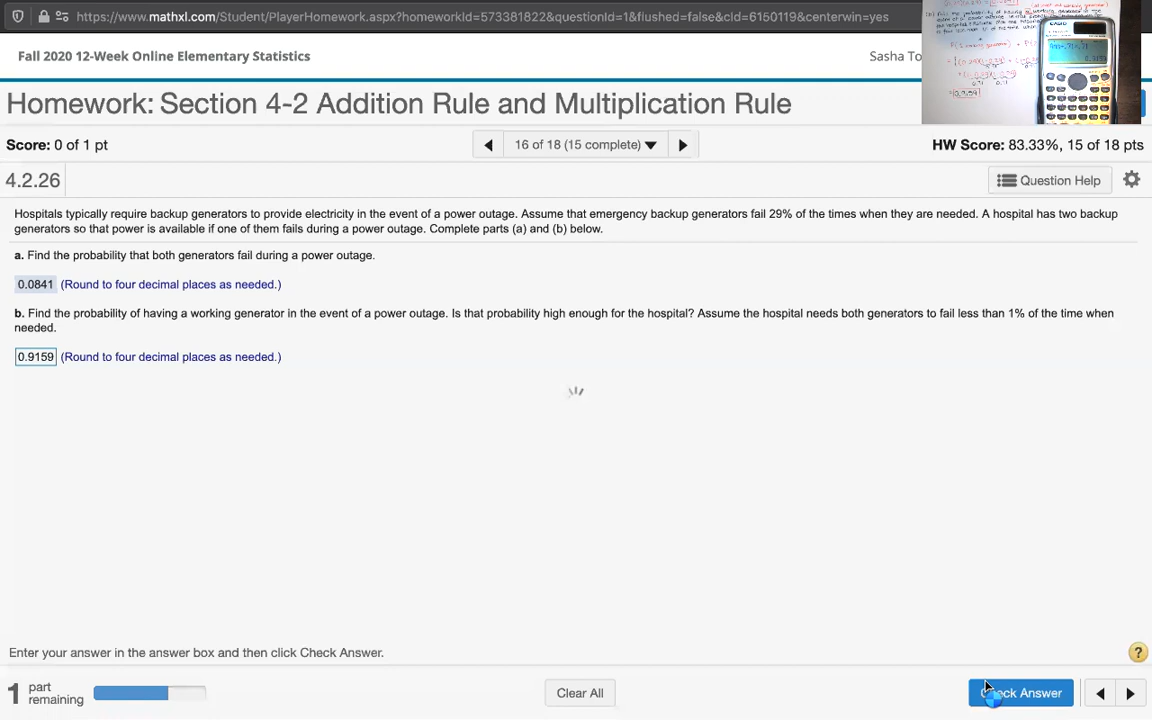 https://www.mathxl.com/Student/PlayerHomework.aspx?homeworkId=573381822&questionId=1&flushed=false&cId=6150119&centerwin=yes
Fall 2020 12-Week Online Elementary Statistics
Sasha To
Homework: Section 4-2 Addition Rule and Multiplication Rule
Score: 0 of 1 pt
16 of 18 (15 complete)
HW Score: 83.33%, 15 of 18 pts
4.2.26
Question Help
Hospitals typically require backup generators to provide electricity in the event of a power outage. Assume that emergency backup generators fail 29% of the times when they are needed. A hospital has two backup
generators so that power is available if one of them fails during a power outage. Complete parts (a) and (b) below.
a. Find the probability that both generators fail during a power outage.
0.0841 (Round to four decimal places as needed.)
b. Find the probability of having a working generator in the event of a power outage. Is that probability high enough for the hospital? Assume the hospital needs both generators to fail less than 1% of the time when
needed.
0.9159 (Round to four decimal places as needed.)
Enter your answer in the answer box and then click Check Answer.
?
1 part
remaining
Clear All
Check Answer
CASIO